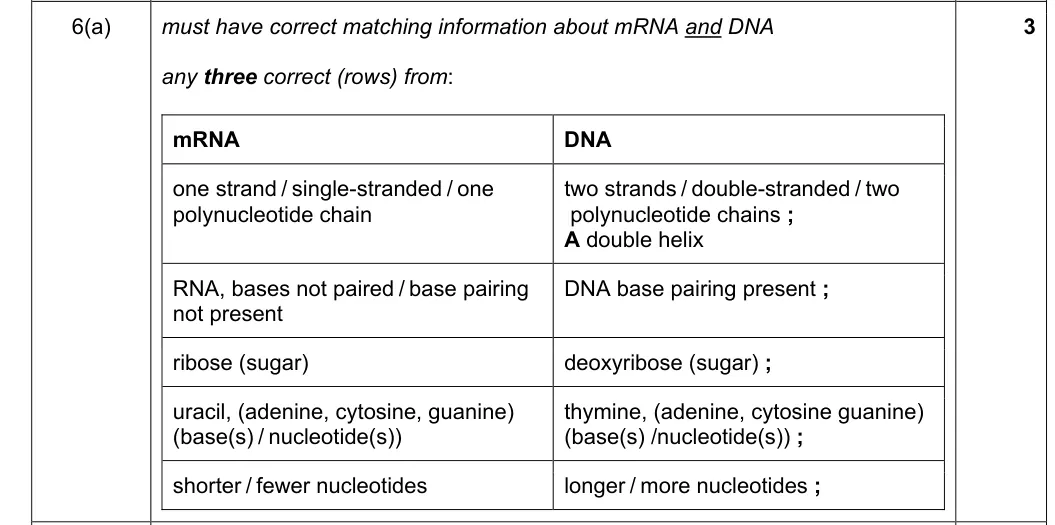 6(a) must have correct matching information about mRNA and DNA 3
any three correct (rows) from:
mRNA DNA
one strand / single-stranded / one two strands / double-stranded / two
polynucleotide chain polynucleotide chains ;
A double helix
RNA, bases not paired / base pairing DNA base pairing present ;
not present
ribose (sugar) deoxyribose (sugar) ;
uracil, (adenine, cytosine, guanine) thymine, (adenine, cytosine guanine)
(base(s) / nucleotide(s)) (base(s) /nucleotide(s)) ;
shorter / fewer nucleotides longer / more nucleotides ;